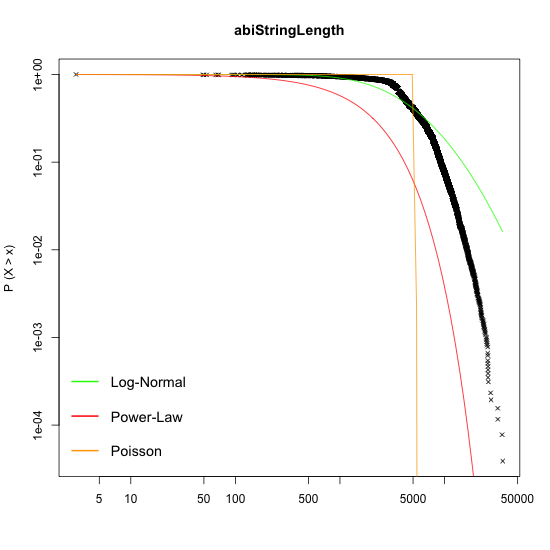 abiStringLength
P (X > x)
1e+00
1e-01
1e-02
1e-03
1e-04
Log-Normal
Power-Law
Poisson
5 10 50 100 500 5000 50000